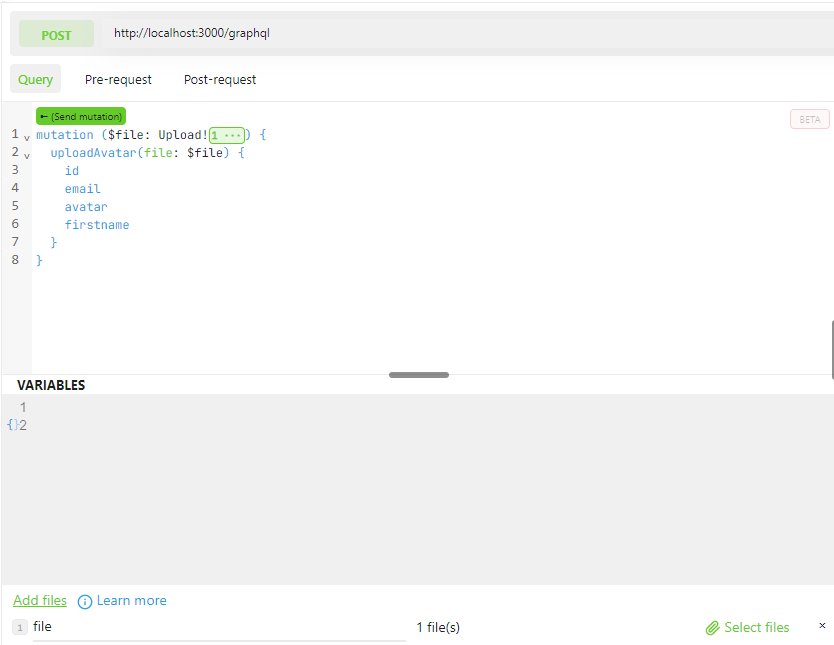 POST http://localhost:3000/graphql
Query Pre-request Post-request
← (Send mutation)
BETA
1 mutation ($file: Upload!1 ···) {
2 uploadAvatar(file: $file) {
3 id
4 email
5 avatar
6 firstname
7 }
8 }
VARIABLES
1
{}2
Add files Learn more
1 file 1 file(s) Select files ×